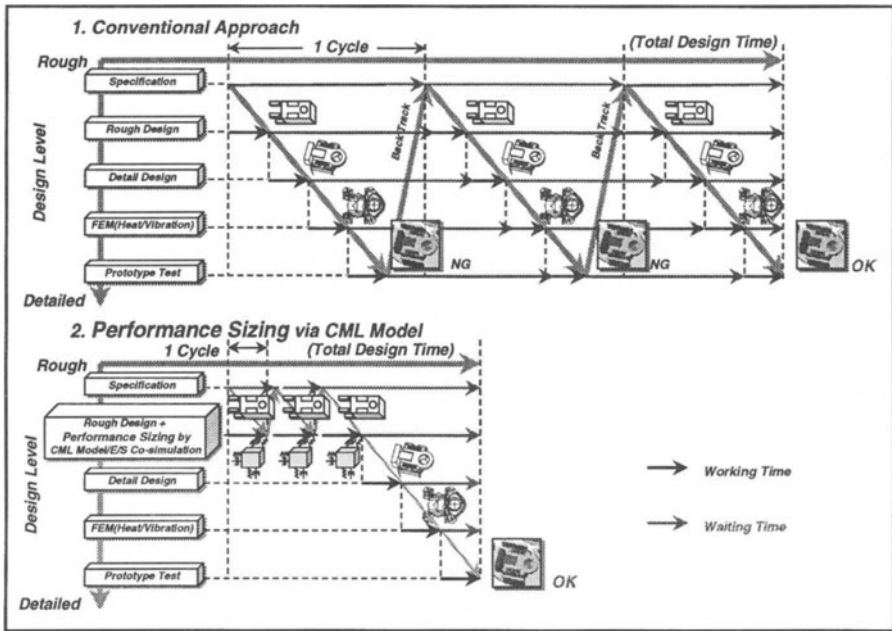 1. Conventional Approach
1 Cycle
(Total Design Time)
Rough
Specification
Rough Design
Detail Design
FEM(Heat/Vibration)
Prototype Test
Design Level
Detailed
Back Track
Back Track
NG
NG
OK
2. Performance Sizing via CML Model
1 Cycle
(Total Design Time)
Rough
Specification
Rough Design +
Performance Sizing by
CML Model/E/S Co-simulation
Detail Design
FEM(Heat/Vibration)
Prototype Test
Design Level
Detailed
OK
Working Time
Waiting Time